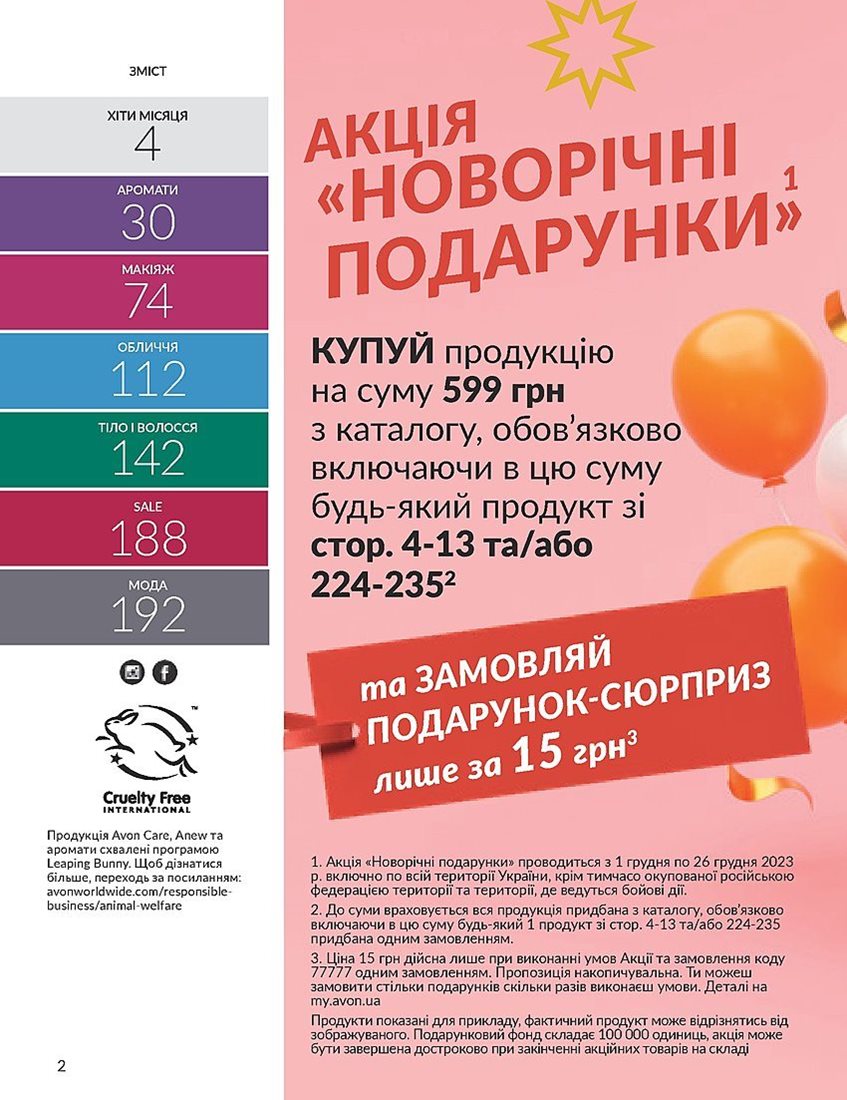 ЗМІСТ
ХІТИ МІСЯЦЯ
4
АРОМАТИ
30
МАКІЯЖ
74
ОБЛИЧЧЯ
112
ТІЛО І ВОЛОССЯ
142
SALE
188
МОДА
192
Cruelty Free
INTERNATIONAL
TM
Продукція Avon Care, Anew та
аромати схвалені програмою
Leaping Bunny. Щоб дізнатися
більше, переходь за посиланням:
avonworldwide.com/responsible-
business/animal-welfare
2
АКЦІЯ
«НОВОРІЧНІ
ПОДАРУНКИ»1
КУПУЙ продукцію
на суму 599 грн
з каталогу, обов’язково
включаючи в цю суму
будь-який продукт зі
стор. 4-13 та/або
224-235²
та ЗАМОВЛЯЙ
ПОДАРУНОК-СЮРПРИЗ
лише за 15 грн³
1. Акція «Новорічні подарунки» проводиться з 1 грудня по 26 грудня 2023
р. включно по всій території України, крім тимчасо окупованої російською
федерацією території та території, де ведуться бойові дії.
2. До суми враховується вся продукція придбана з каталогу, обов’язково
включаючи в цю суму будь-який 1 продукт зі стор. 4-13 та/або 224-235
придбана одним замовленням.
3. Ціна 15 грн дійсна лише при виконанні умов Акції та замовлення коду
77777 одним замовленням. Пропозиція накопичувальна. Ти можеш
замовити стільки подарунків скільки разів виконаєш умови. Деталі на
my.avon.ua
Продукти показані для прикладу, фактичний продукт може відрізнятись від
зображуваного. Подарунковий фонд складає 100 000 одиниць, акція може
бути завершена достроково при закінченні акційних товарів на складі